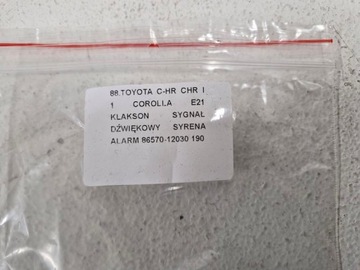 88.TOYOTA C-HR CHR I
1 COROLLA E21
KLAKSON SYGNAŁ
DŹWIĘKOWY SYRENA
ALARM 86570-12030 190